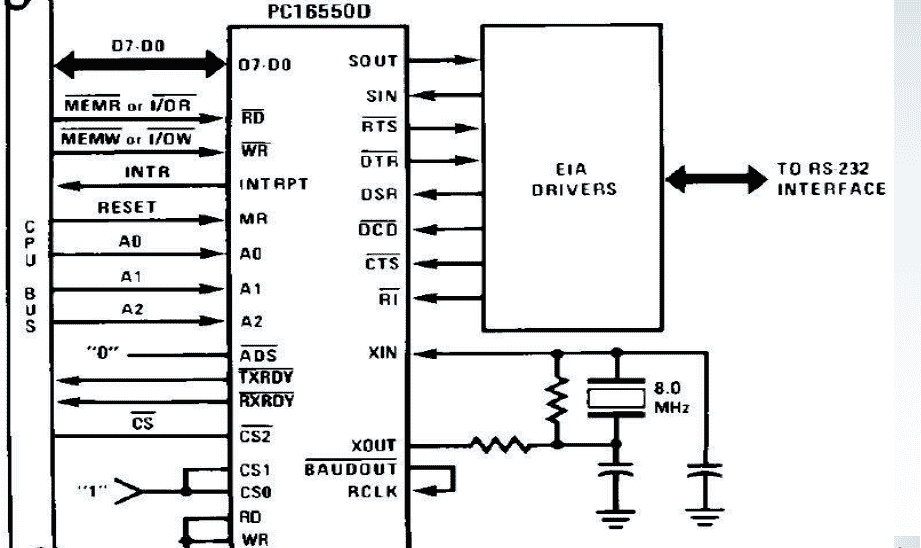 PC16550D
D7-D0
D7-D0
MEMR or I/OR
RD
MEMW or I/OW
WR
INTR
INTRPT
RESET
MR
A0
A0
A1
A1
A2
A2
"0"
ADS
TXRDY
RXRDY
CS
CS2
CS1
"1"
CS0
RD
WR
CPU BUS
SOUT
SIN
RTS
DTR
DSR
DCD
CTS
RI
XIN
XOUT
BAUDOUT
RCLK
EIA
DRIVERS
TO RS-232
INTERFACE
8.0
MHz